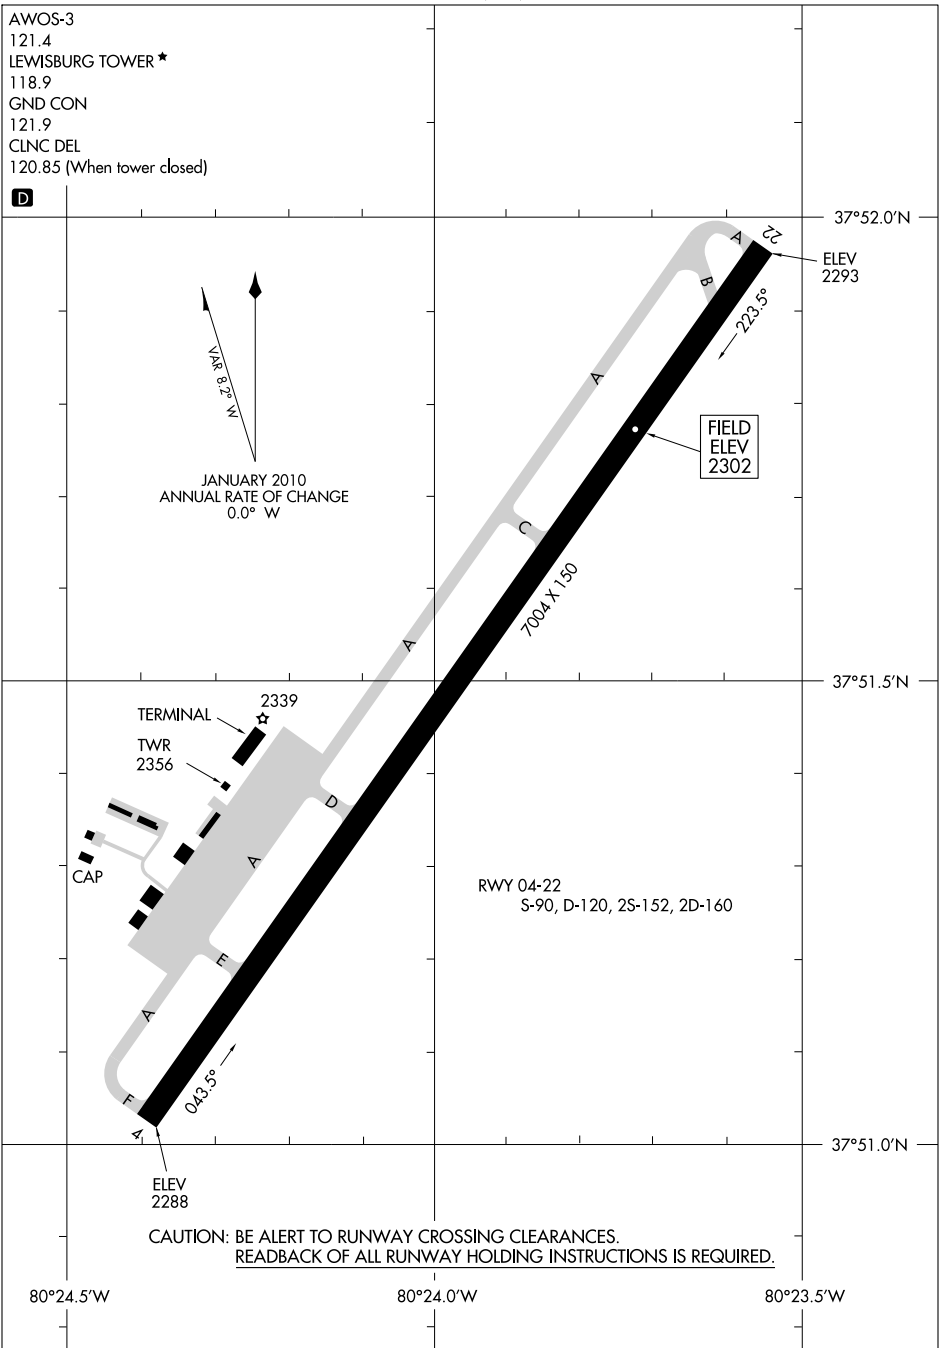 AWOS-3
121.4
LEWISBURG TOWER★
118.9
GND CON
121.9
CLNC DEL
120.85 (When tower closed)
D
37°52.0'N
A
22
ELEV
2293
B
223.5°
VAR 8.2° W
A
FIELD
ELEV
2302
JANUARY 2010
ANNUAL RATE OF CHANGE
0.0° W
C
7004 X 150
A
37°51.5'N
2339
TERMINAL
TWR
2356
D
A
CAP
RWY 04-22
S-90, D-120, 2S-152, 2D-160
E
A
043.5°
F
4
37°51.0'N
ELEV
2288
CAUTION: BE ALERT TO RUNWAY CROSSING CLEARANCES.
READBACK OF ALL RUNWAY HOLDING INSTRUCTIONS IS REQUIRED.
80°24.5'W
80°24.0'W
80°23.5'W